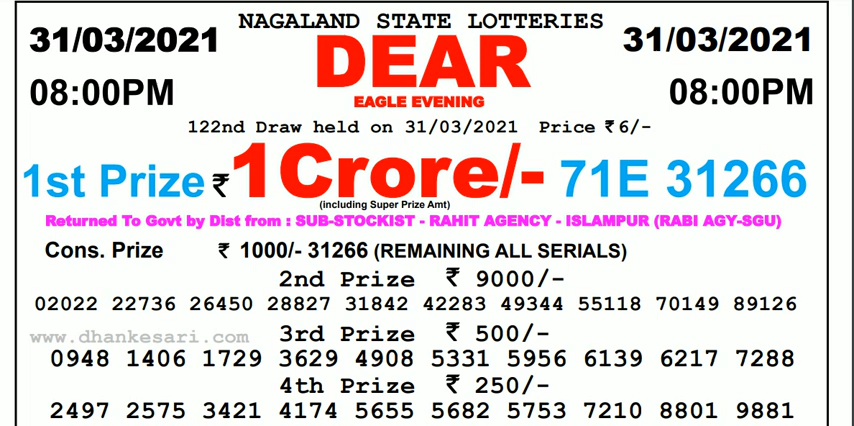 NAGALAND STATE LOTTERIES
31/03/2021 DEAR 31/03/2021
08:00PM EAGLE EVENING 08:00PM
122nd Draw held on 31/03/2021 Price ₹6/-
1st Prize ₹1Crore/- 71E 31266
(including Super Prize Amt)
Returned To Govt by Dist from : SUB-STOCKIST - RAHIT AGENCY - ISLAMPUR (RABI AGY-SGU)
Cons. Prize ₹ 1000/- 31266 (REMAINING ALL SERIALS)
2nd Prize ₹ 9000/-
02022 22736 26450 28827 31842 42283 49344 55118 70149 89126
www.dhankesari.com 3rd Prize ₹ 500/-
0948 1406 1729 3629 4908 5331 5956 6139 6217 7288
4th Prize ₹ 250/-
2497 2575 3421 4174 5655 5682 5753 7210 8801 9881